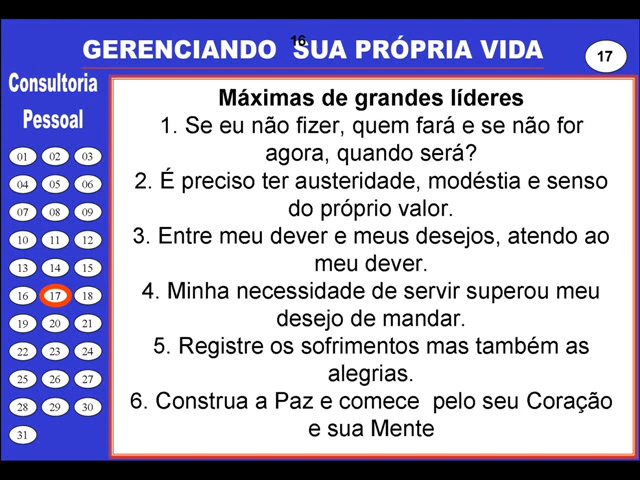 16
GERENCIANDO SUA PRÓPRIA VIDA
17
Consultoria
Pessoal
01 02 03
04 05 06
07 08 09
10 11 12
13 14 15
16 17 18
19 20 21
22 23 24
25 26 27
28 29 30
31
Máximas de grandes líderes
1. Se eu não fizer, quem fará e se não for
agora, quando será?
2. É preciso ter austeridade, modéstia e senso
do próprio valor.
3. Entre meu dever e meus desejos, atendo ao
meu dever.
4. Minha necessidade de servir superou meu
desejo de mandar.
5. Registre os sofrimentos mas também as
alegrias.
6. Construa a Paz e comece pelo seu Coração
e sua Mente